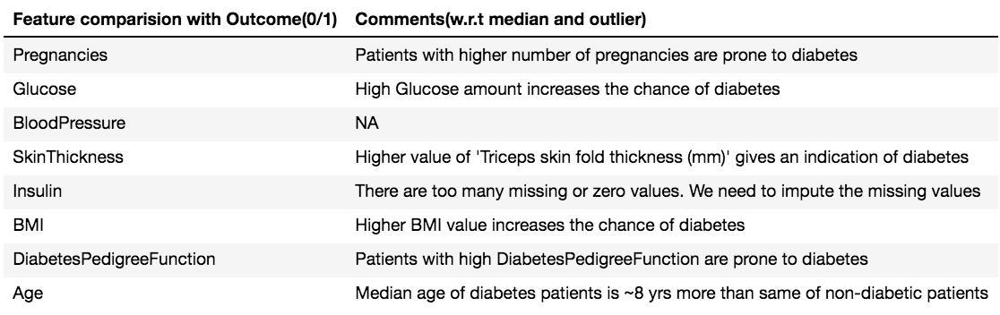 Feature comparision with Outcome(0/1) Comments(w.r.t median and outlier)
Pregnancies Patients with higher number of pregnancies are prone to diabetes
Glucose High Glucose amount increases the chance of diabetes
BloodPressure NA
SkinThickness Higher value of 'Triceps skin fold thickness (mm)' gives an indication of diabetes
Insulin There are too many missing or zero values. We need to impute the missing values
BMI Higher BMI value increases the chance of diabetes
DiabetesPedigreeFunction Patients with high DiabetesPedigreeFunction are prone to diabetes
Age Median age of diabetes patients is ~8 yrs more than same of non-diabetic patients